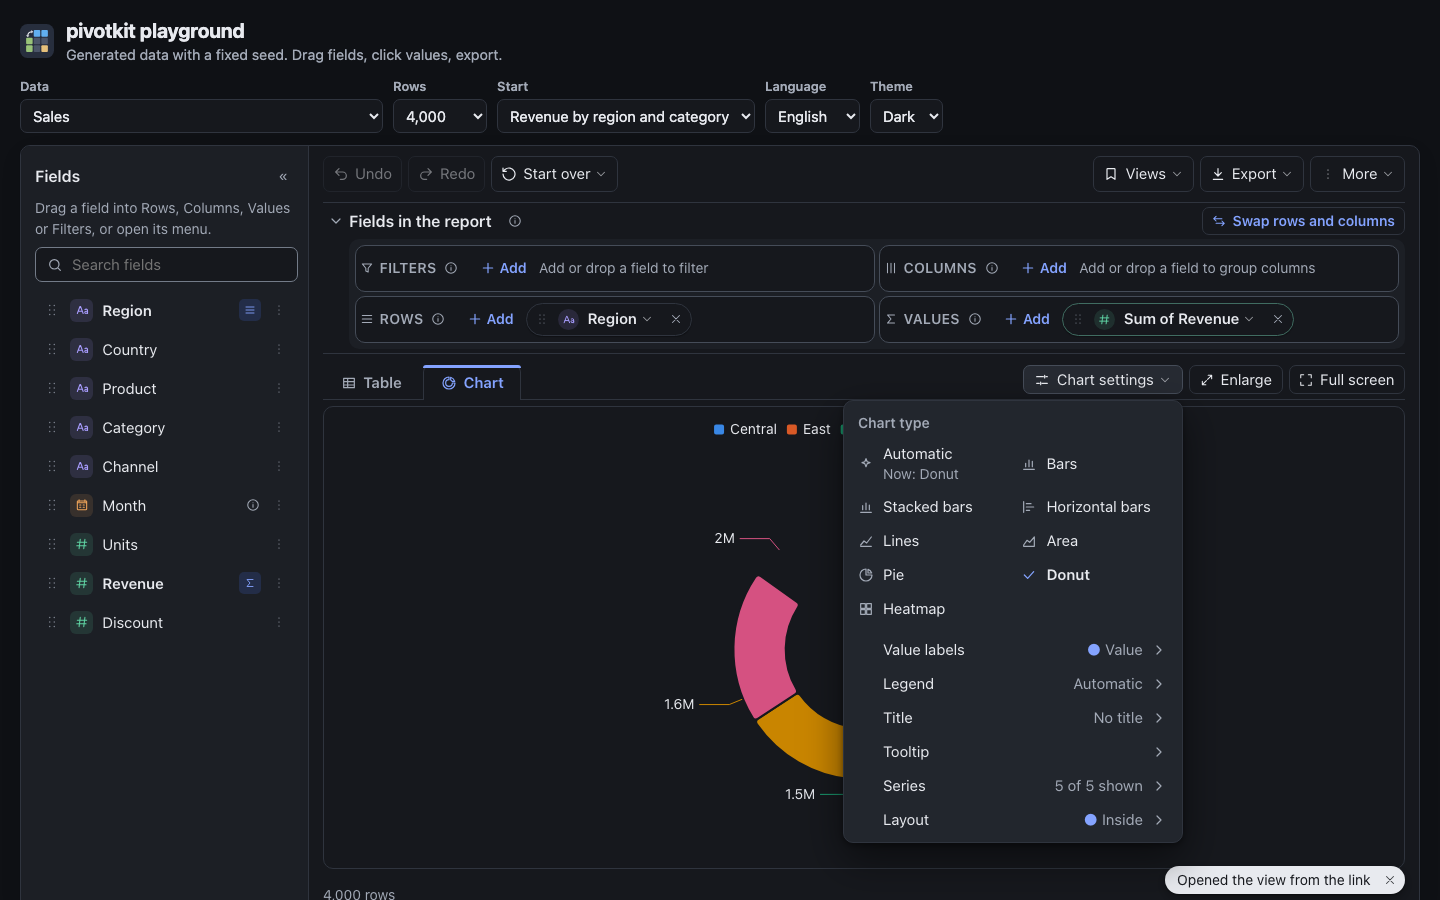 pivotkit playground
Generated data with a fixed seed. Drag fields, click values, export.
Data
Rows
Start
Language
Theme
Sales
4,000
Revenue by region and category
English
Dark
Fields
«
Drag a field into Rows, Columns, Values
or Filters, or open its menu.
Search fields
Aa Region
Aa Country
Aa Product
Aa Category
Aa Channel
Month
# Units
# Revenue Σ
# Discount
Undo
Redo
Start over
Views
Export
More
Fields in the report
Swap rows and columns
FILTERS + Add Add or drop a field to filter
COLUMNS + Add Add or drop a field to group columns
ROWS + Add Aa Region ×
Σ VALUES + Add # Sum of Revenue ×
Table
Chart
Chart settings
Enlarge
Full screen
Central East
2M
1.6M
1.5M
Chart type
Automatic
Now: Donut
Bars
Stacked bars
Horizontal bars
Lines
Area
Pie
Donut
Heatmap
Value labels Value
Legend Automatic
Title No title
Tooltip
Series 5 of 5 shown
Layout Inside
4,000 rows
Opened the view from the link ×